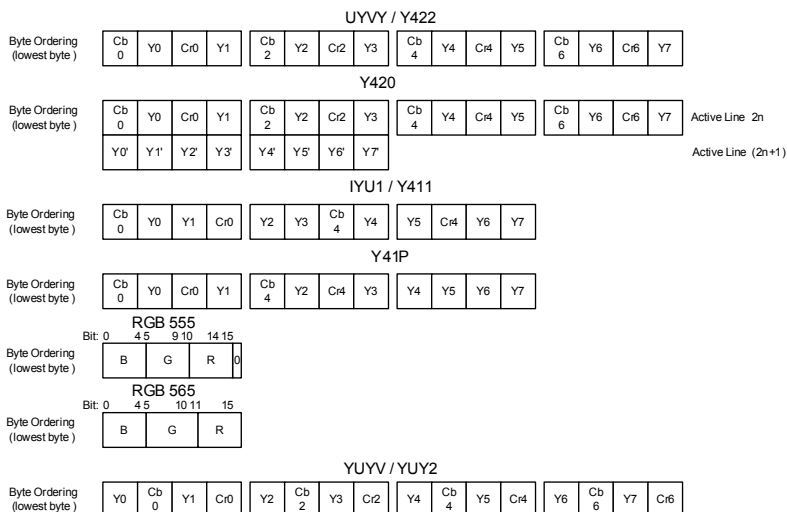 UYVY / Y422
Byte Ordering
(lowest byte )
Cb 0 Y0 Cr0 Y1 Cb 2 Y2 Cr2 Y3 Cb 4 Y4 Cr4 Y5 Cb 6 Y6 Cr6 Y7
Y420
Byte Ordering
(lowest byte )
Cb 0 Y0 Cr0 Y1 Cb 2 Y2 Cr2 Y3 Cb 4 Y4 Cr4 Y5 Cb 6 Y6 Cr6 Y7 Active Line 2n
Y0' Y1' Y2' Y3' Y4' Y5' Y6' Y7' Active Line (2n+1)
IYU1 / Y411
Byte Ordering
(lowest byte )
Cb 0 Y0 Y1 Cr0 Y2 Y3 Cb 4 Y4 Y5 Cr4 Y6 Y7
Y41P
Byte Ordering
(lowest byte )
Cb 0 Y0 Cr0 Y1 Cb 4 Y2 Cr4 Y3 Y4 Y5 Y6 Y7
RGB 555
Bit: 0 4 5 9 10 14 15
Byte Ordering
(lowest byte )
B G R 0
RGB 565
Bit: 0 4 5 10 11 15
Byte Ordering
(lowest byte )
B G R
YUYV / YUY2
Byte Ordering
(lowest byte )
Y0 Cb 0 Y1 Cr0 Y2 Cb 2 Y3 Cr2 Y4 Cb 4 Y5 Cr4 Y6 Cb 6 Y7 Cr6